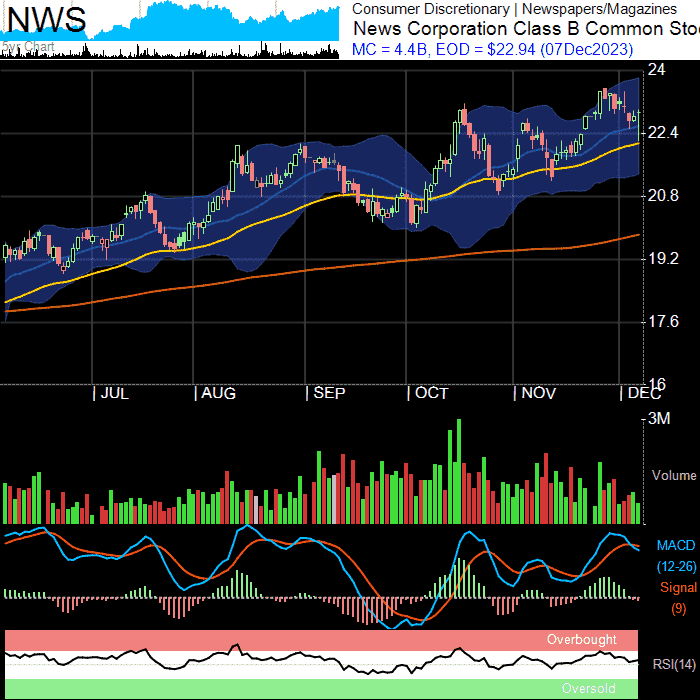 NWS
5yrs Chart
Consumer Discretionary | Newspapers/Magazines
News Corporation Class B Common Sto
MC = 4.4B, EOD = $22.94 (07Dec2023)
24
22.4
20.8
19.2
17.6
16
| JUL | AUG | SEP | OCT | NOV | DEC
3M
Volume
MACD
(12-26)
Signal
(9)
Overbought
RSI(14)
Oversold